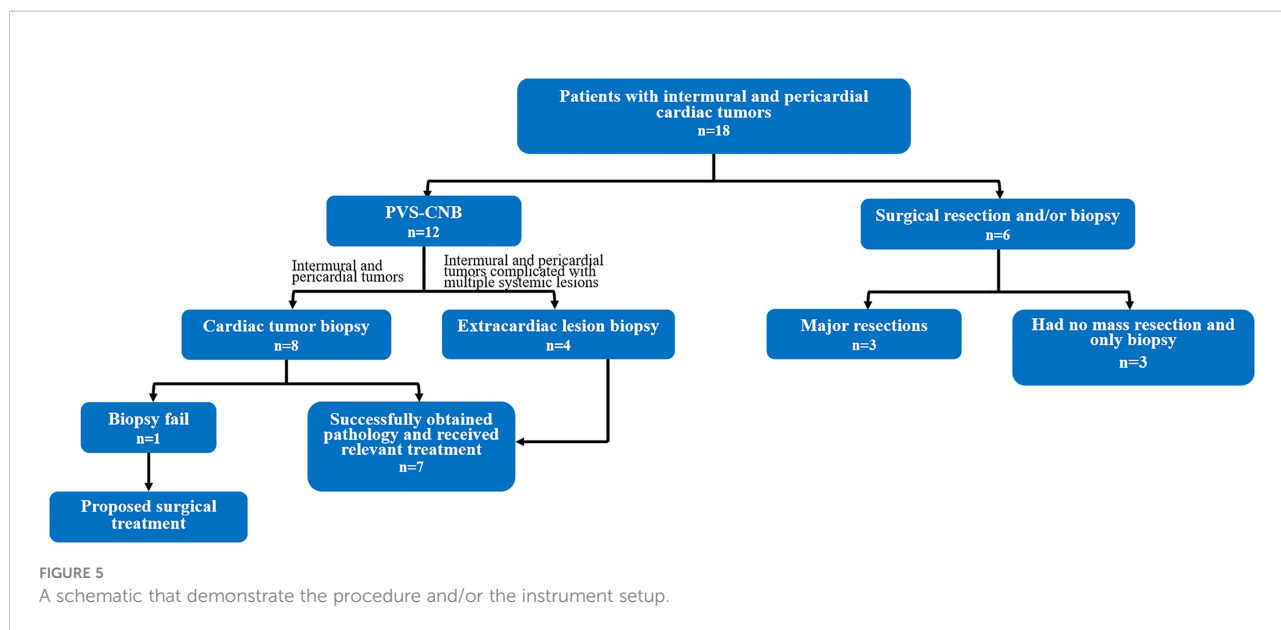 Patients with intermural and pericardial
cardiac tumors
n=18
PVS-CNB
n=12
Surgical resection and/or biopsy
n=6
Intermural and
pericardial tumors
Intermural and pericardial
tumors complicated with
multiple systemic lesions
Cardiac tumor biopsy
n=8
Extracardiac lesion biopsy
n=4
Major resections
n=3
Had no mass resection and
only biopsy
n=3
Biopsy fail
n=1
Successfully obtained
pathology and received
relevant treatment
n=7
Proposed surgical
treatment
FIGURE 5
A schematic that demonstrate the procedure and/or the instrument setup.